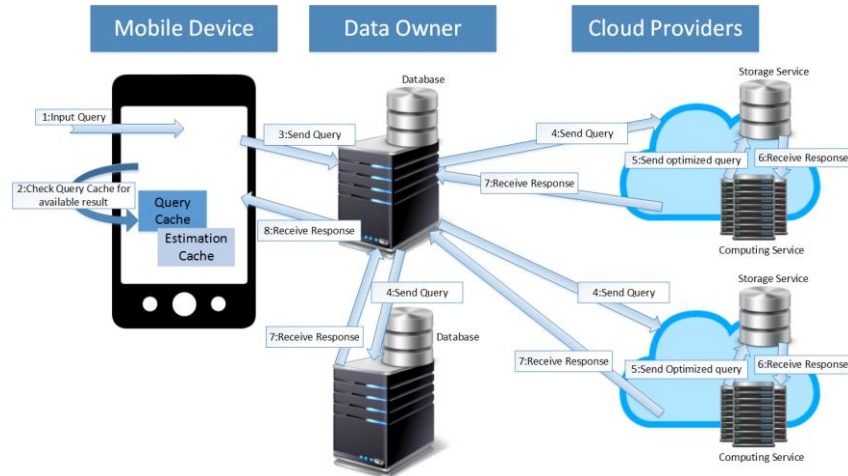 Mobile Device
Data Owner
Cloud Providers
Database
Storage Service
1:Input Query
3:Send Query
4:Send Query
5:Send optimized query
6:Receive Response
7:Receive Response
2:Check Query Cache for
available result
Query
Cache
Estimation
Cache
8:Receive Response
Computing Service
Storage Service
4:Send Query
4:Send Query
7:Receive Response
Database
7:Receive Response
5:Send Optimized query
6:Receive Response
Computing Service